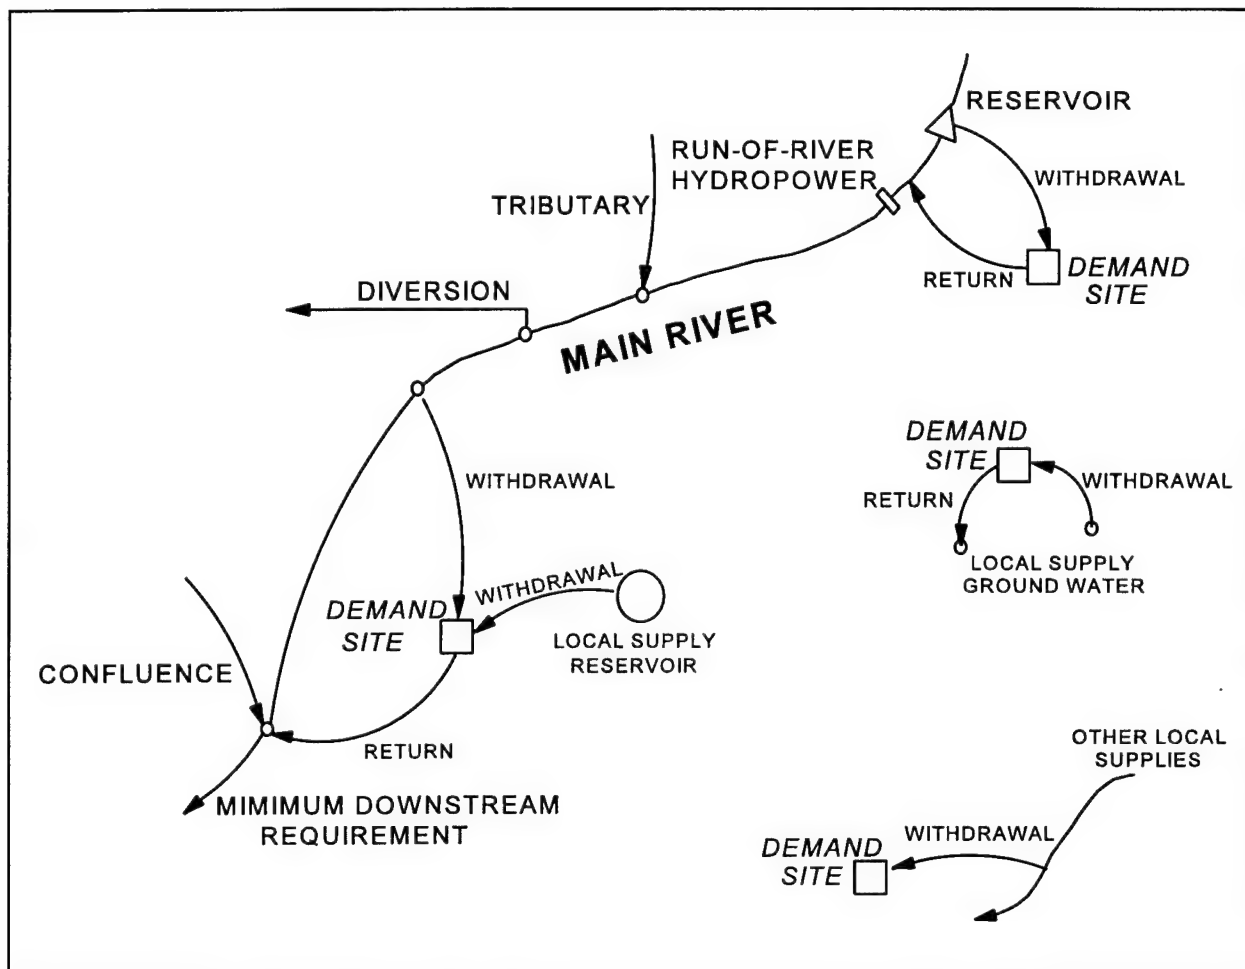 RESERVOIR
RUN-OF-RIVER
HYDROPOWER
WITHDRAWAL
TRIBUTARY
RETURN
DEMAND
SITE
DIVERSION
MAIN RIVER
DEMAND
SITE
WITHDRAWAL
WITHDRAWAL
RETURN
LOCAL SUPPLY
GROUND WATER
WITHDRAWAL
DEMAND
SITE
LOCAL SUPPLY
RESERVOIR
CONFLUENCE
RETURN
OTHER LOCAL
SUPPLIES
MIMIMUM DOWNSTREAM
REQUIREMENT
WITHDRAWAL
DEMAND
SITE